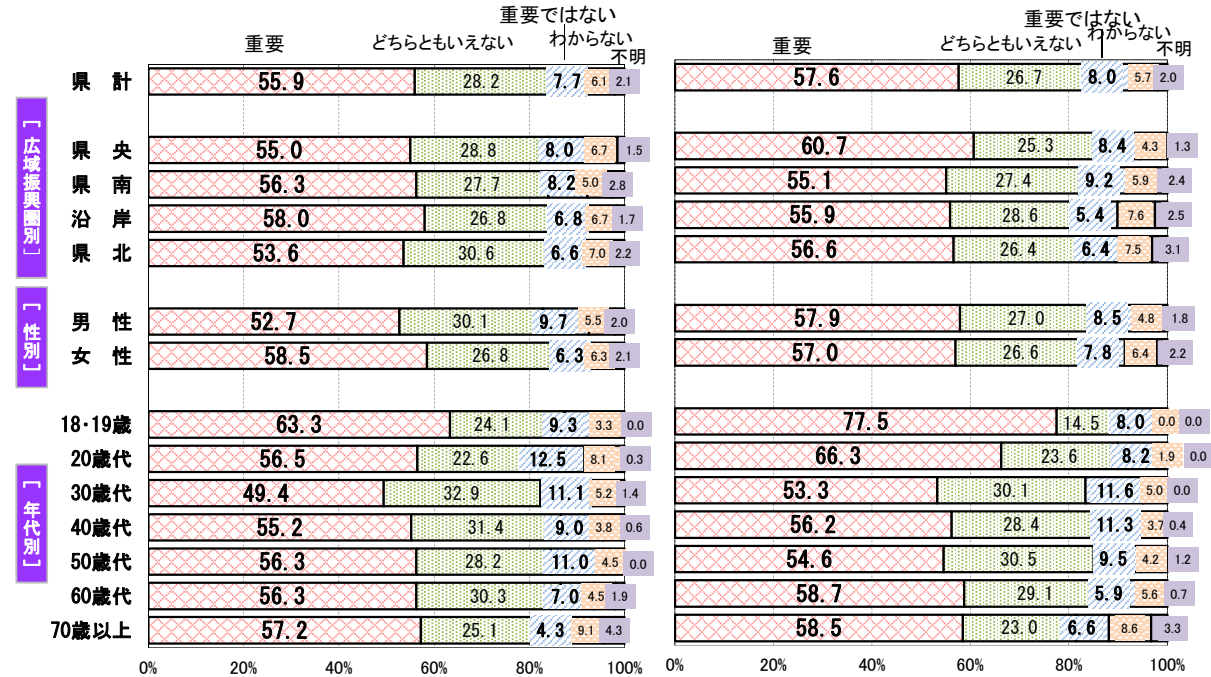 重要ではない
重要 どちらともいえない わからない
不明
県計 55.9 28.2 7.7 6.1 2.1
[広域振興圏別]
県央 55.0 28.8 8.0 6.7 1.5
県南 56.3 27.7 8.2 5.0 2.8
沿岸 58.0 26.8 6.8 6.7 1.7
県北 53.6 30.6 6.6 7.0 2.2
[性別]
男性 52.7 30.1 9.7 5.5 2.0
女性 58.5 26.8 6.3 6.3 2.1
[年代別]
18・19歳 63.3 24.1 9.3 3.3 0.0
20歳代 56.5 22.6 12.5 8.1 0.3
30歳代 49.4 32.9 11.1 5.2 1.4
40歳代 55.2 31.4 9.0 3.8 0.6
50歳代 56.3 28.2 11.0 4.5 0.0
60歳代 56.3 30.3 7.0 4.5 1.9
70歳以上 57.2 25.1 4.3 9.1 4.3
0% 20% 40% 60% 80% 100%
重要ではない
重要 どちらともいえない わからない
不明
57.6 26.7 8.0 5.7 2.0
60.7 25.3 8.4 4.3 1.3
55.1 27.4 9.2 5.9 2.4
55.9 28.6 5.4 7.6 2.5
56.6 26.4 6.4 7.5 3.1
57.9 27.0 8.5 4.8 1.8
57.0 26.6 7.8 6.4 2.2
77.5 14.5 8.0 0.0 0.0
66.3 23.6 8.2 1.9 0.0
53.3 30.1 11.6 5.0 0.0
56.2 28.4 11.3 3.7 0.4
54.6 30.5 9.5 4.2 1.2
58.7 29.1 5.9 5.6 0.7
58.5 23.0 6.6 8.6 3.3
0% 20% 40% 60% 80% 100%